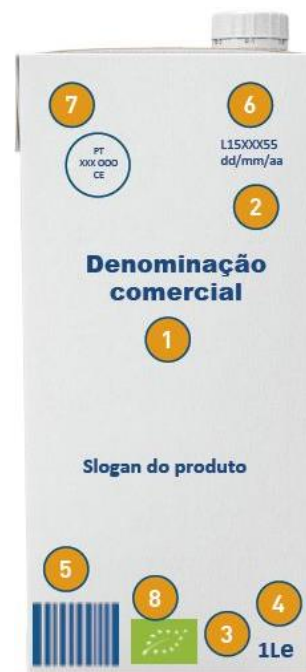 7
6
PT
XXX OOO
CE
L15XXX55
dd/mm/aa
2
Denominação
comercial
1
Slogan do produto
5
8
3
4
1Le